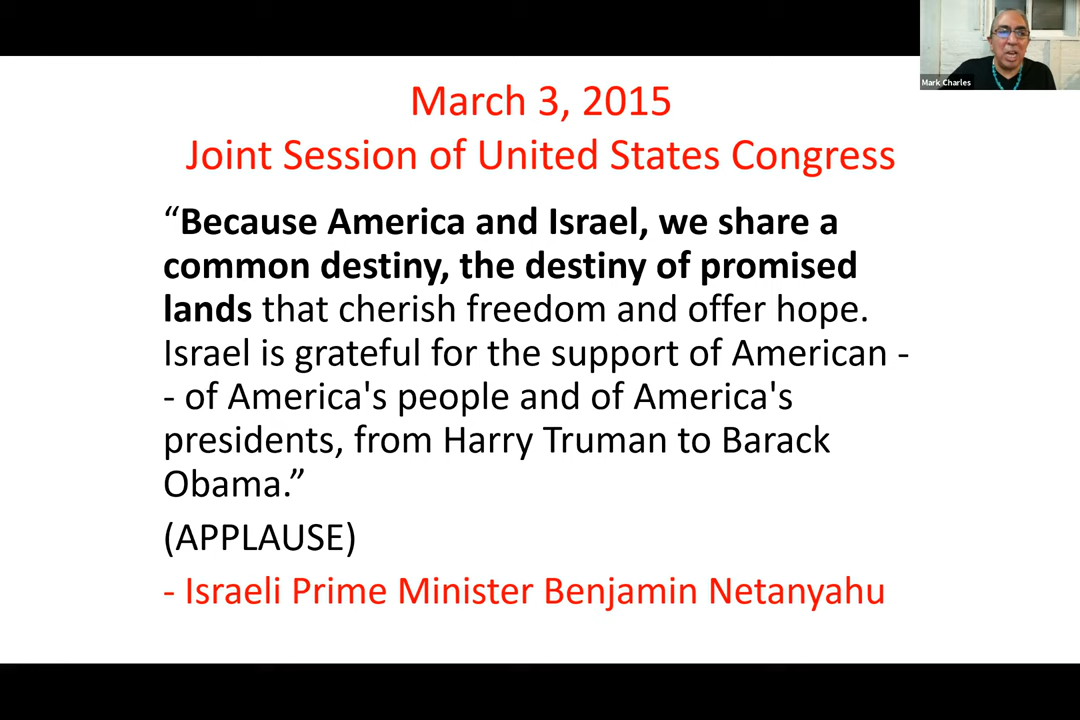 Mark Charles
March 3, 2015
Joint Session of United States Congress
“Because America and Israel, we share a
common destiny, the destiny of promised
lands that cherish freedom and offer hope.
Israel is grateful for the support of American -
- of America's people and of America's
presidents, from Harry Truman to Barack
Obama.”
(APPLAUSE)
- Israeli Prime Minister Benjamin Netanyahu